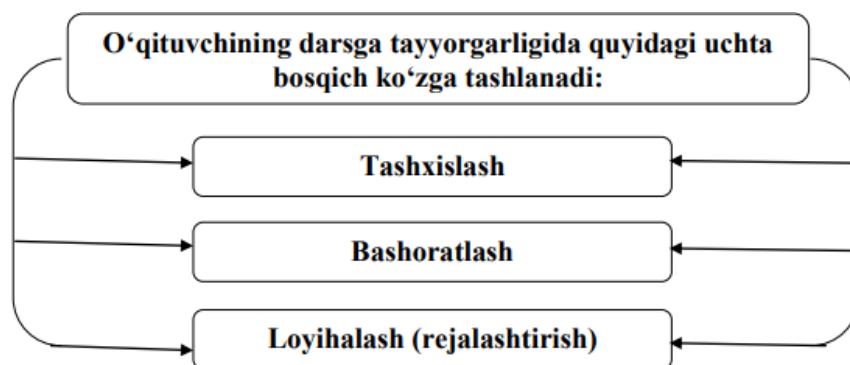 O‘qituvchining darsga tayyorgarligida quyidagi uchta
bosqich ko‘zga tashlanadi:
Tashxislash
Bashoratlash
Loyihalash (rejalashtirish)